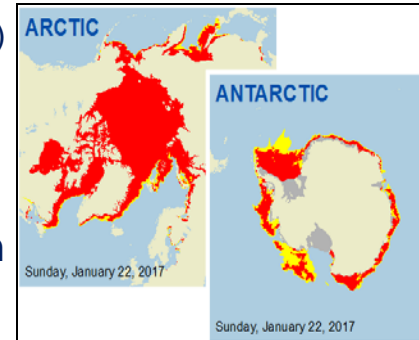 )
ARCTIC
Sunday, January 22, 2017
ANTARCTIC
Sunday, January 22, 2017